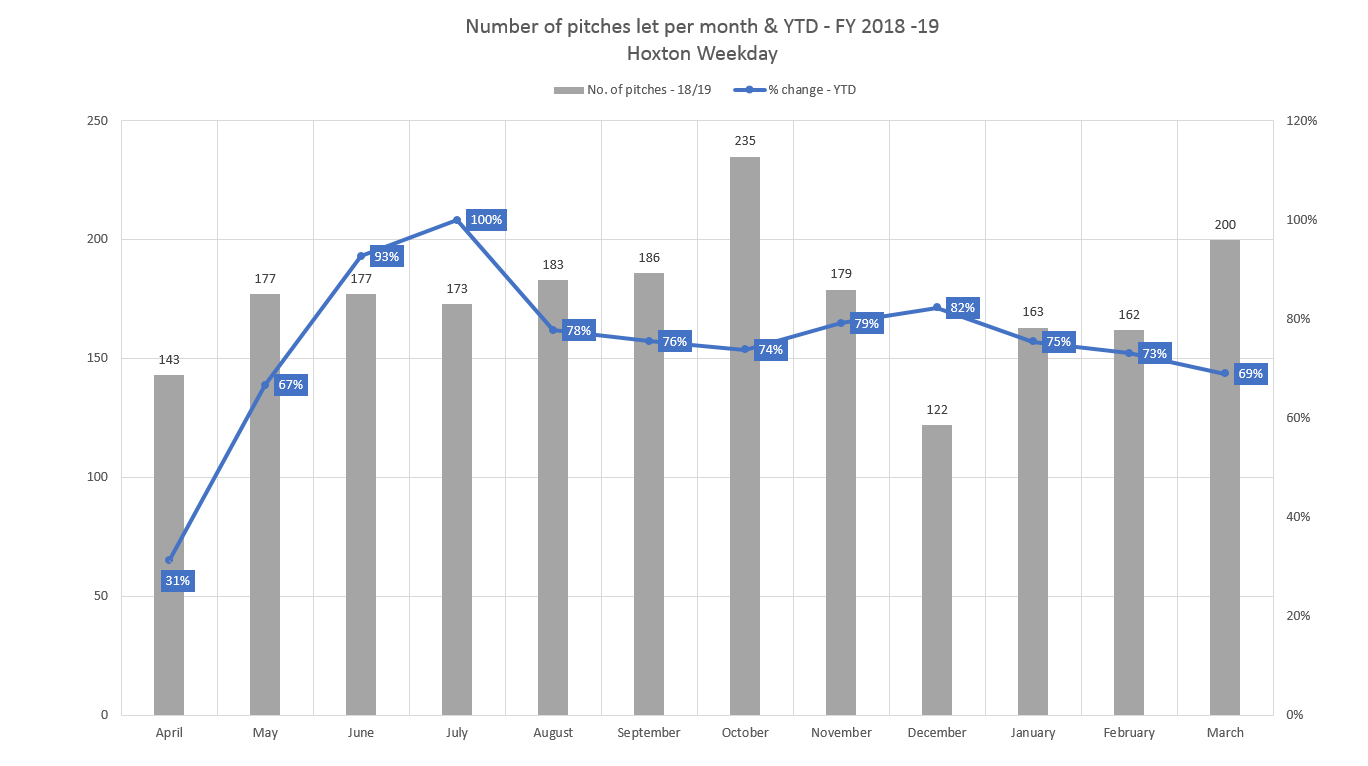 Number of pitches let per month & YTD - FY 2018 -19
Hoxton Weekday
No. of pitches - 18/19 % change - YTD
250 120%
235
100% 200 100%
200
93% 177 177 183 186 179
173
82% 163 162 80%
78% 76% 74% 79% 75% 73% 69%
150
143
67%
122 60%
100
40%
31%
50
20%
0 0%
April May June July August September October November December January February March